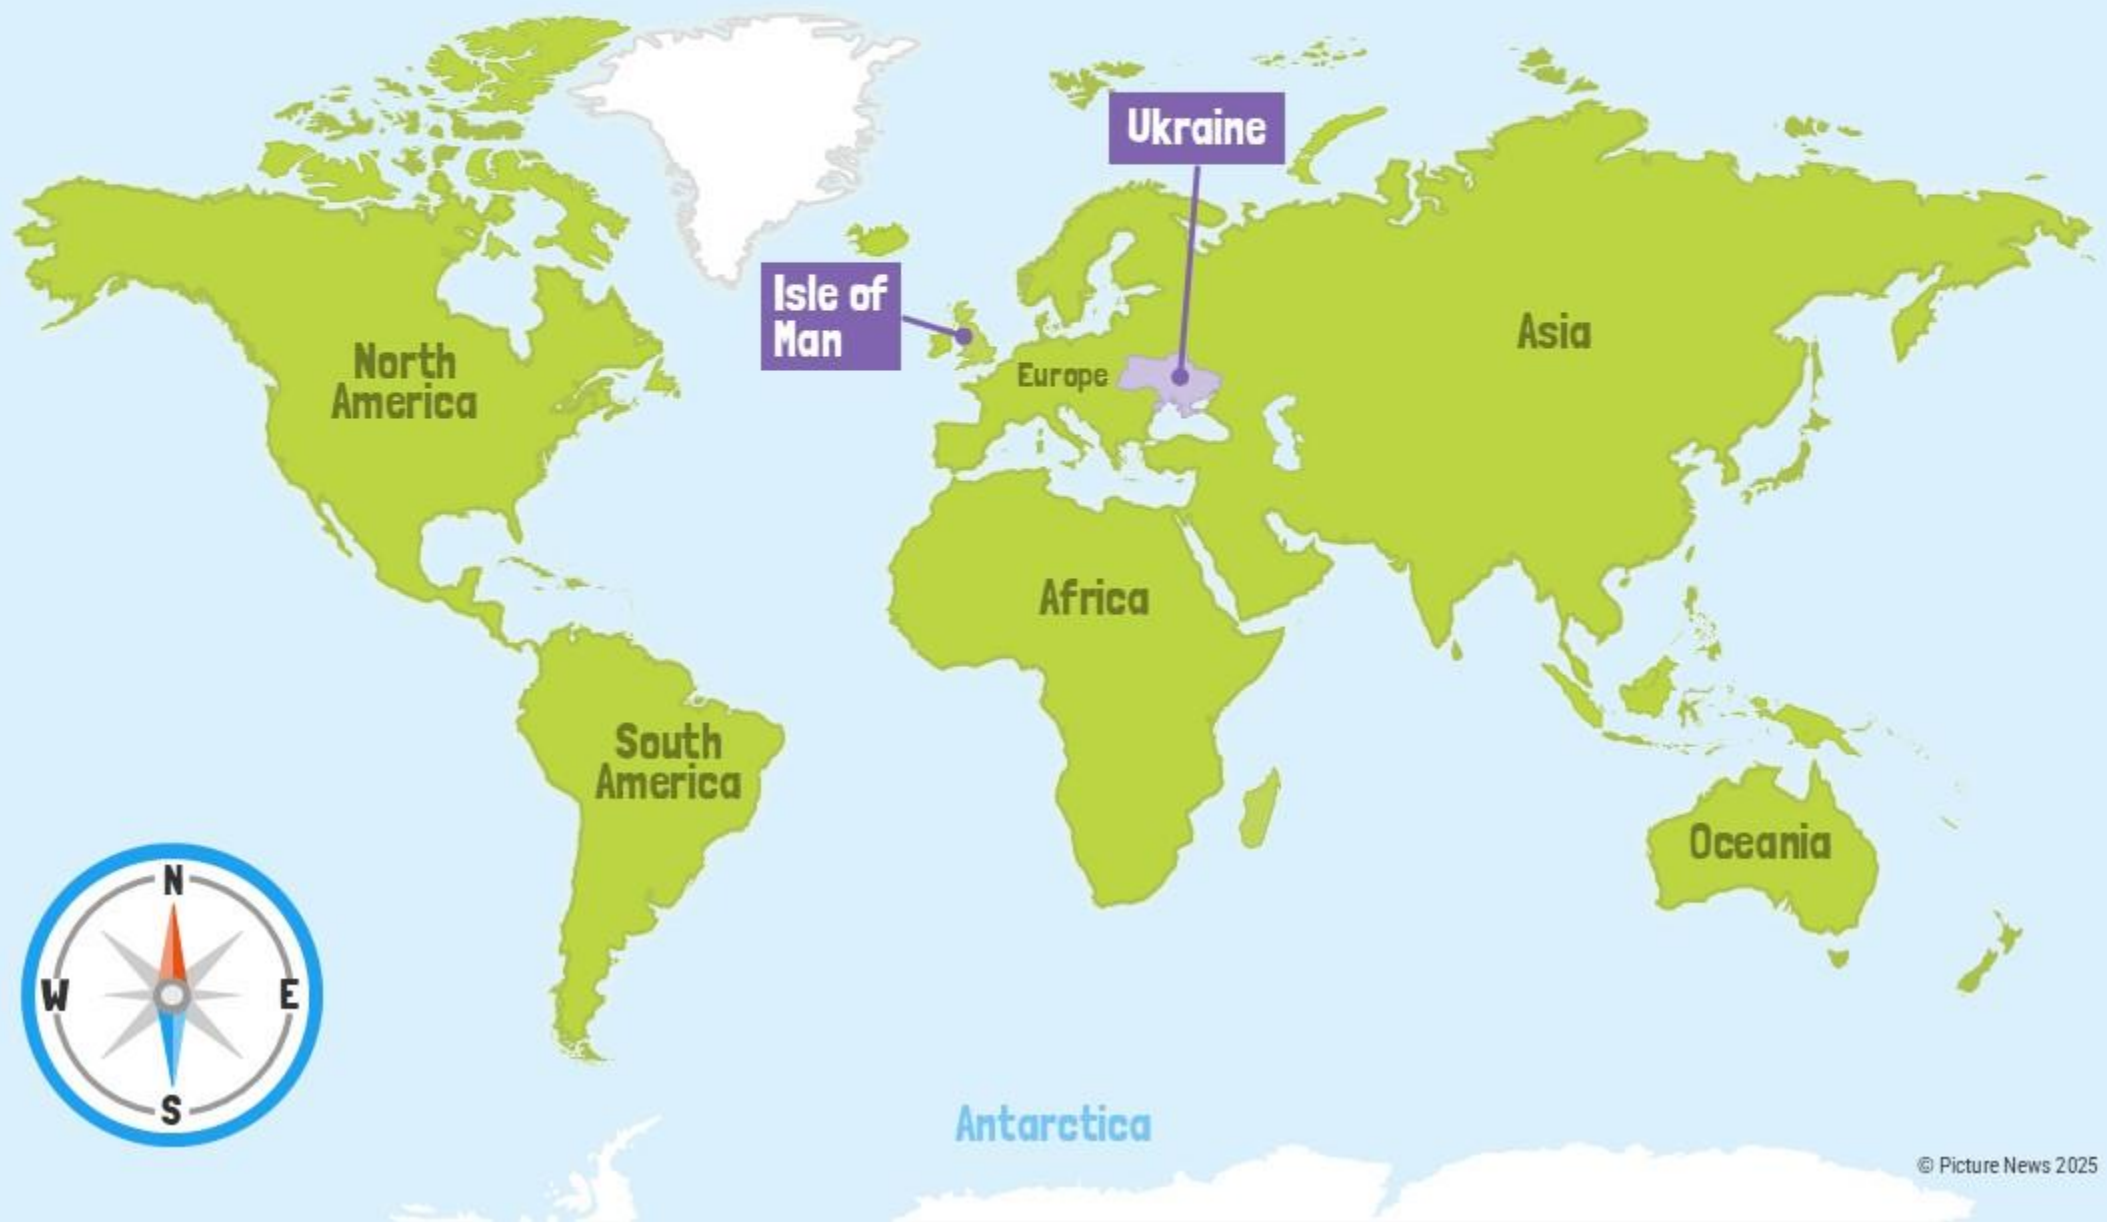 Ukraine
Isle of
Man
North
America
Europe
Asia
Africa
South
America
Oceania
N
W
E
S
Antarctica
© Picture News 2025